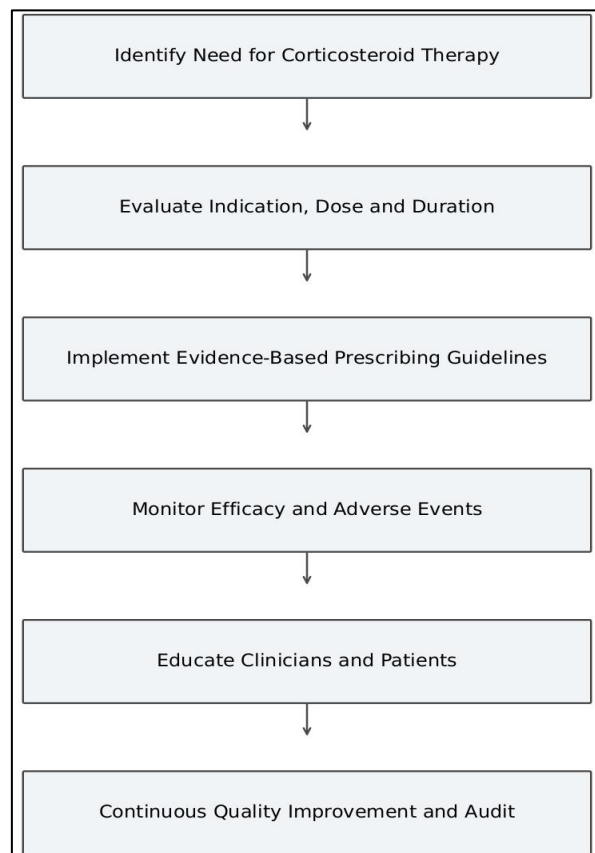 Identify Need for Corticosteroid Therapy
Evaluate Indication, Dose and Duration
Implement Evidence-Based Prescribing Guidelines
Monitor Efficacy and Adverse Events
Educate Clinicians and Patients
Continuous Quality Improvement and Audit